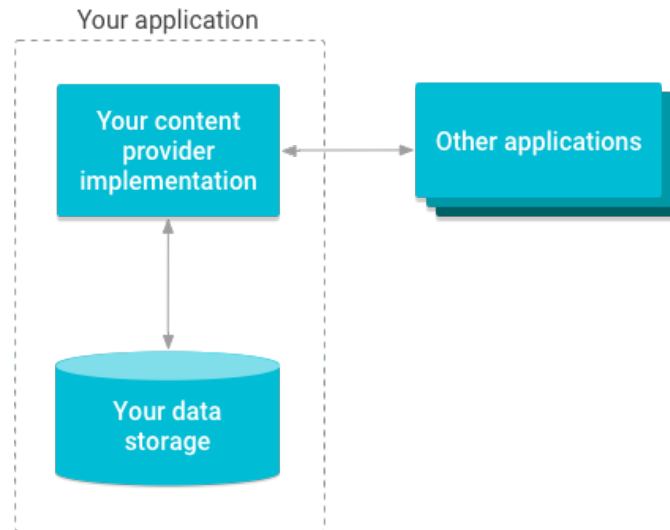 Your application
Your content
provider
implementation
Other applications
Your data
storage